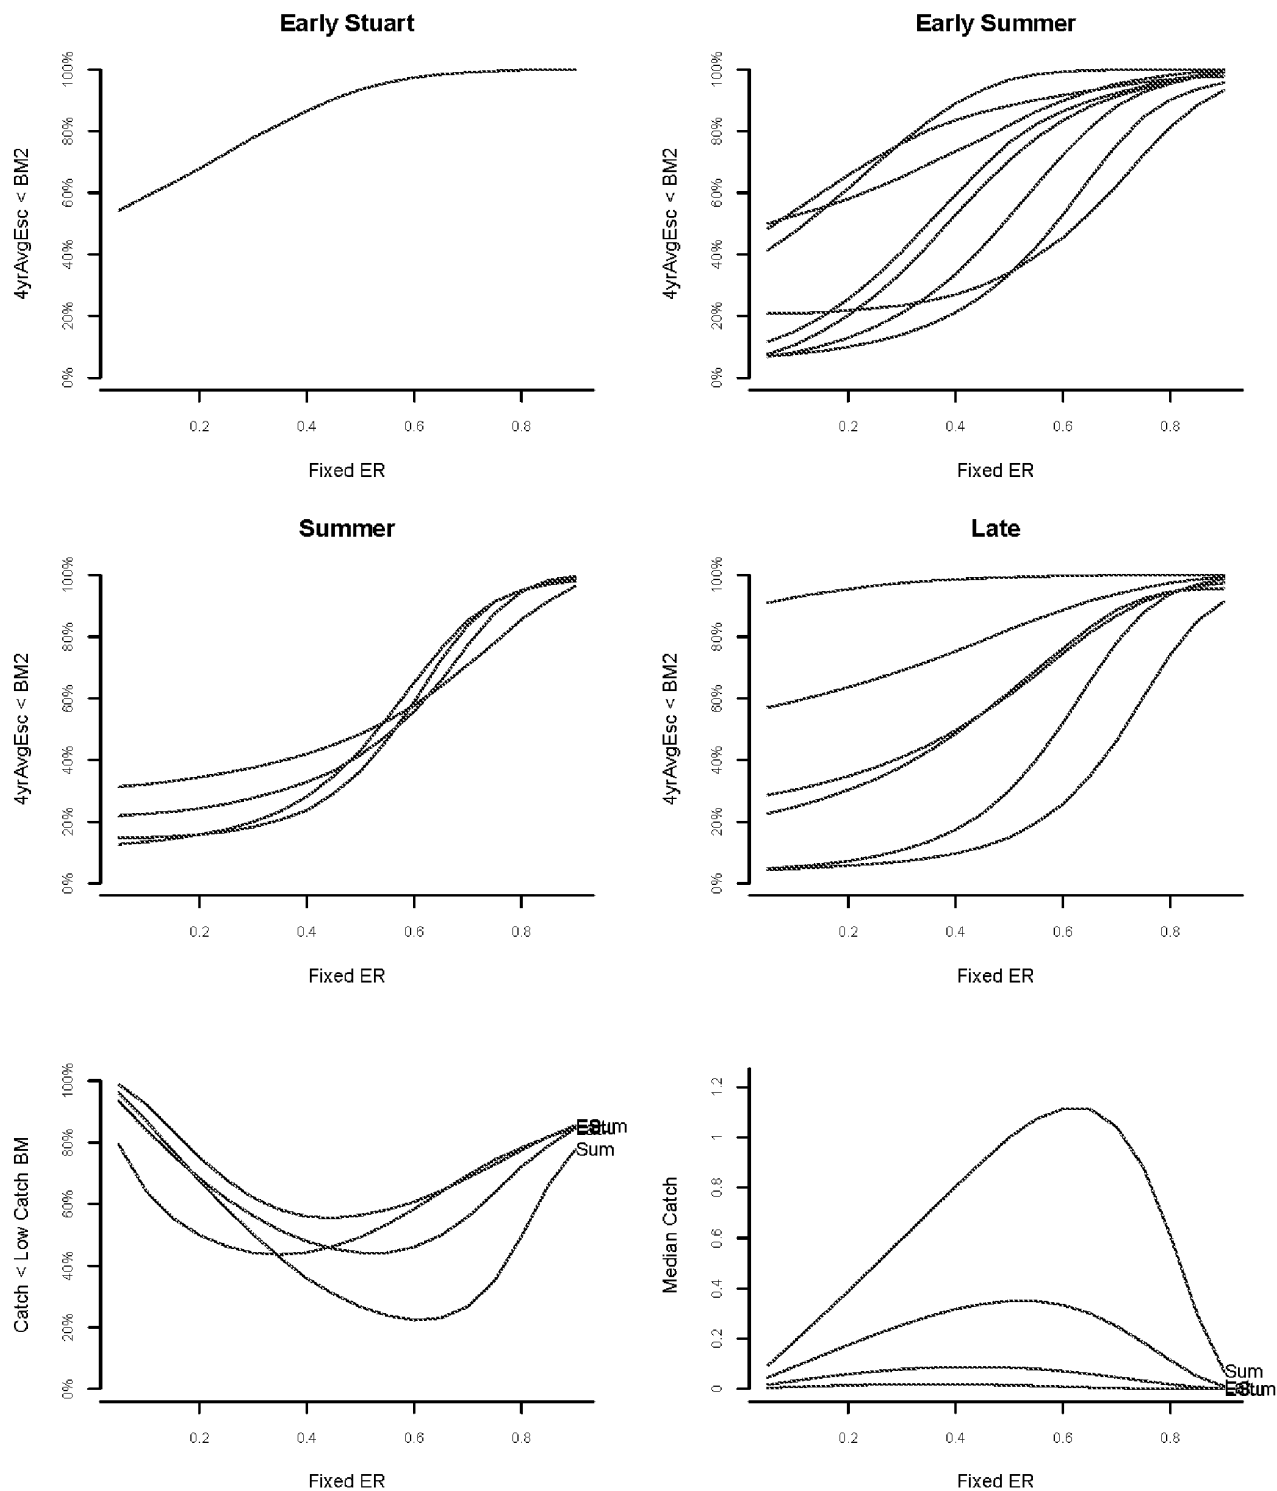 Early Stuart
4yrAvgEsc < BM2
100%
80%
60%
40%
20%
0%
0.2 0.4 0.6 0.8
Fixed ER
Early Summer
4yrAvgEsc < BM2
100%
80%
60%
40%
20%
0%
0.2 0.4 0.6 0.8
Fixed ER
Summer
4yrAvgEsc < BM2
100%
80%
60%
40%
20%
0%
0.2 0.4 0.6 0.8
Fixed ER
Late
4yrAvgEsc < BM2
100%
80%
60%
40%
20%
0%
0.2 0.4 0.6 0.8
Fixed ER
Catch < Low Catch BM
100%
80%
60%
40%
20%
0%
Sum
0.2 0.4 0.6 0.8
Fixed ER
Median Catch
1.2
1
0.8
0.6
0.4
0.2
0
Sum
0.2 0.4 0.6 0.8
Fixed ER